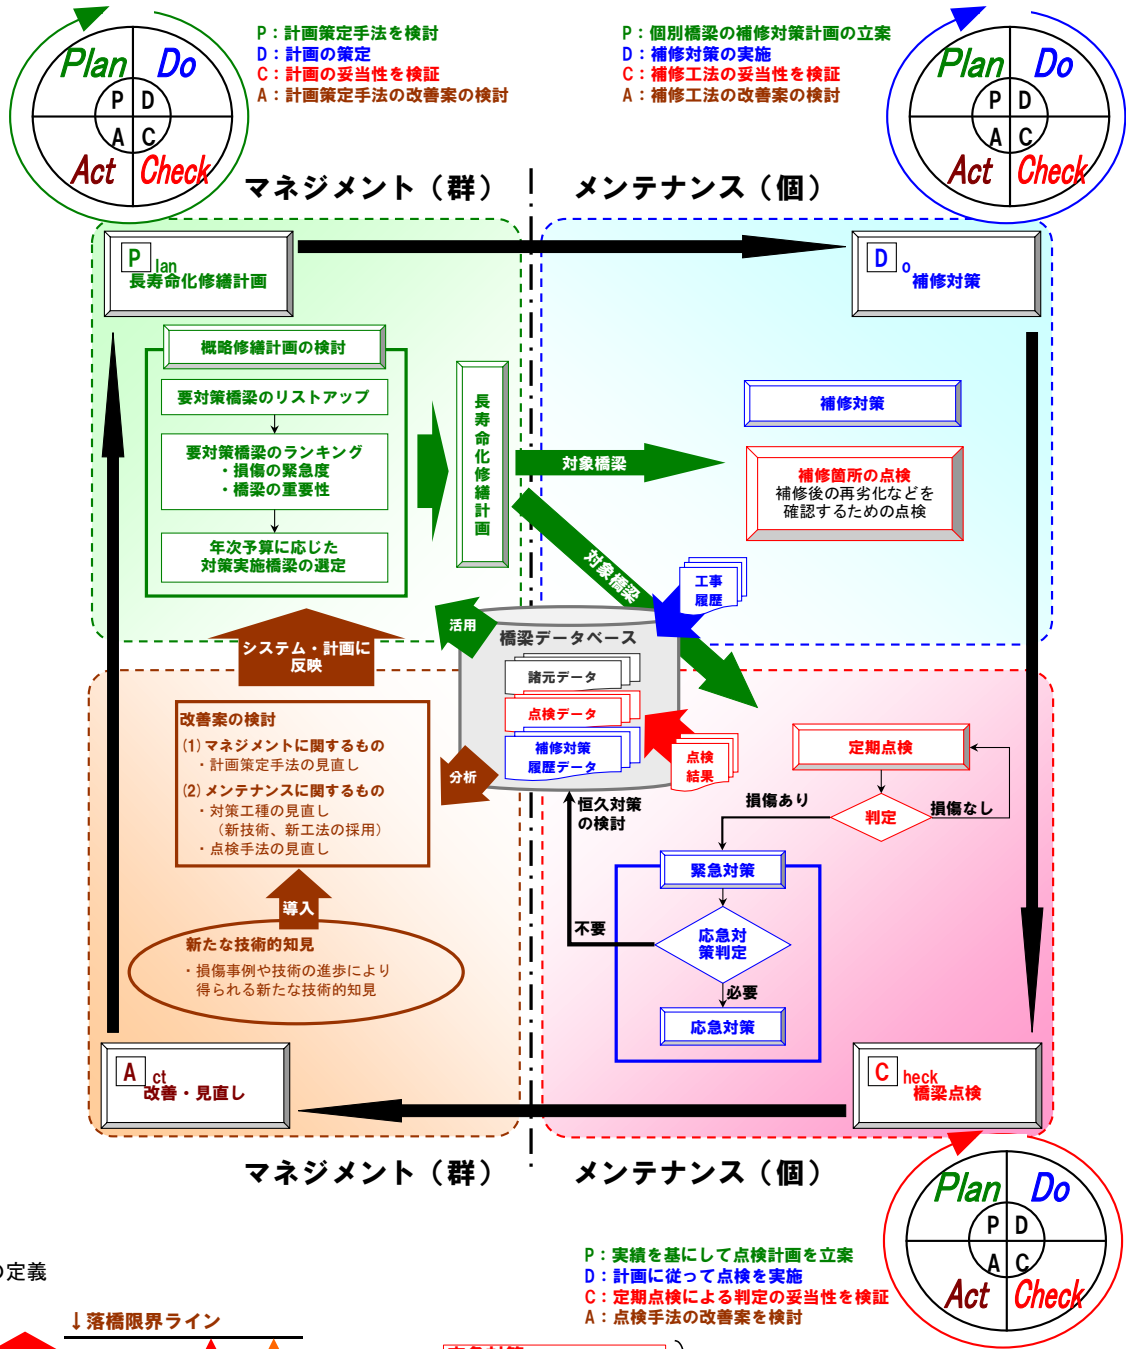 P：計画策定手法を検討
D：計画の策定
C：計画の妥当性を検証
A：計画策定手法の改善案の検討
P：個別橋梁の補修対策計画の立案
D：補修対策の実施
C：補修工法の妥当性を検証
A：補修工法の改善案の検討
Plan Do
P D
A C
Act Check
Plan Do
P D
A C
Act Check
マネジメント（群）
メンテナンス（個）
Plan
長寿命化修繕計画
Do
補修対策
概略修繕計画の検討
要対策橋梁のリストアップ
要対策橋梁のランキング
・損傷の緊急度
・橋梁の重要性
年次予算に応じた
対策実施橋梁の選定
長寿命化修繕計画
対象橋梁
対象橋梁
補修対策
補修箇所の点検
補修後の再劣化などを
確認するための点検
工事
履歴
活用
橋梁データベース
諸元データ
点検データ
補修対策
履歴データ
点検
結果
分析
システム・計画に
反映
改善案の検討
(1)マネジメントに関するもの
・計画策定手法の見直し
(2)メンテナンスに関するもの
・対策工種の見直し
（新技術、新工法の採用）
・点検手法の見直し
導入
新たな技術的知見
・損傷事例や技術の進歩により
得られる新たな技術的知見
定期点検
判定
損傷なし
損傷あり
恒久対策
の検討
緊急対策
応急対
策判定
不要
必要
応急対策
Act
改善・見直し
Check
橋梁点検
マネジメント（群）
メンテナンス（個）
Plan Do
P D
A C
Act Check
P：実績を基にして点検計画を立案
D：計画に従って点検を実施
C：定期点検による判定の妥当性を検証
A：点検手法の改善案を検討
の定義
↓落橋限界ライン